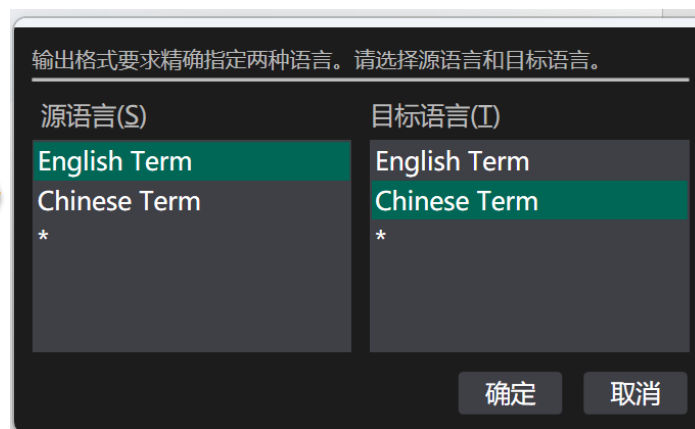 输出格式要求精确指定两种语言。请选择源语言和目标语言。
源语言(S)
目标语言(T)
English Term
English Term
Chinese Term
Chinese Term
*
*
确定
取消